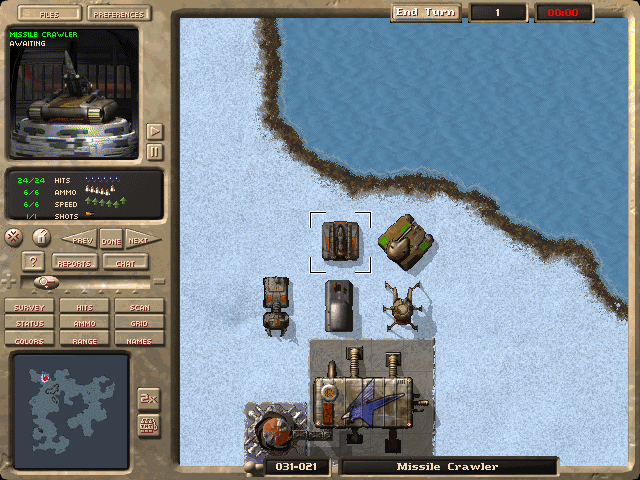 FILES PREFERENCES
End Turn 1 00:00
MISSILE CRAWLER
AWAITING
24/24 HITS
6/6 AMMO
6/6 SPEED
1/1 SHOTS
PREV DONE NEXT
? REPORTS CHAT
SURVEY HITS SCAN
STATUS AMMO GRID
COLORS RANGE NAMES
2x
031-021 Missile Crawler